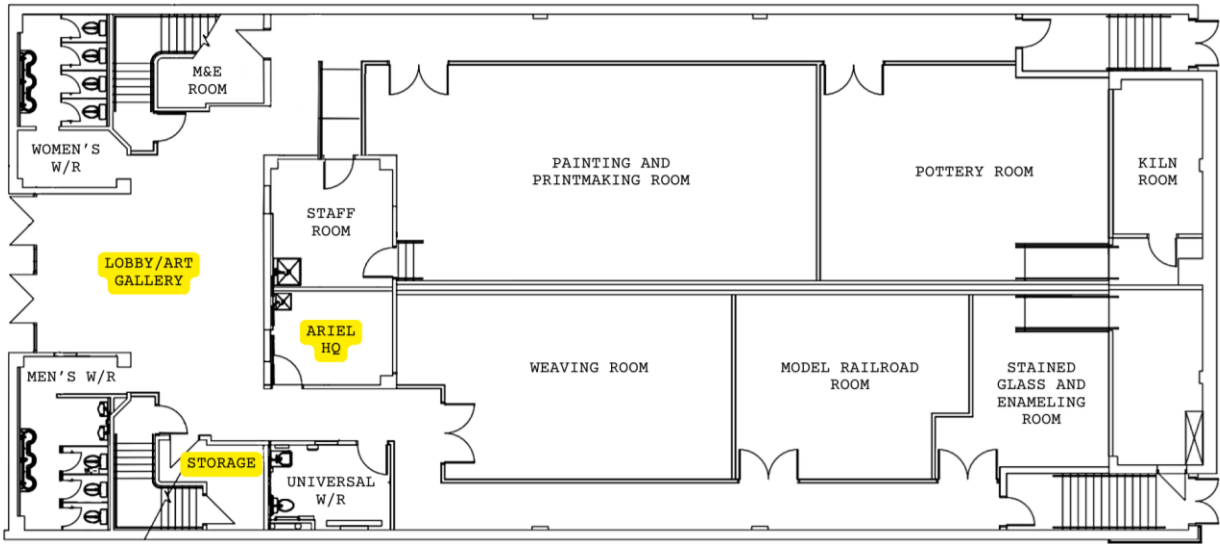 M&E
ROOM
WOMEN'S
W/R
PAINTING AND
PRINTMAKING ROOM
POTTERY ROOM
KILN
ROOM
STAFF
ROOM
LOBBY/ART
GALLERY
ARIEL
HQ
MEN'S W/R
WEAVING ROOM
MODEL RAILROAD
ROOM
STAINED
GLASS AND
ENAMELING
ROOM
STORAGE
UNIVERSAL
W/R